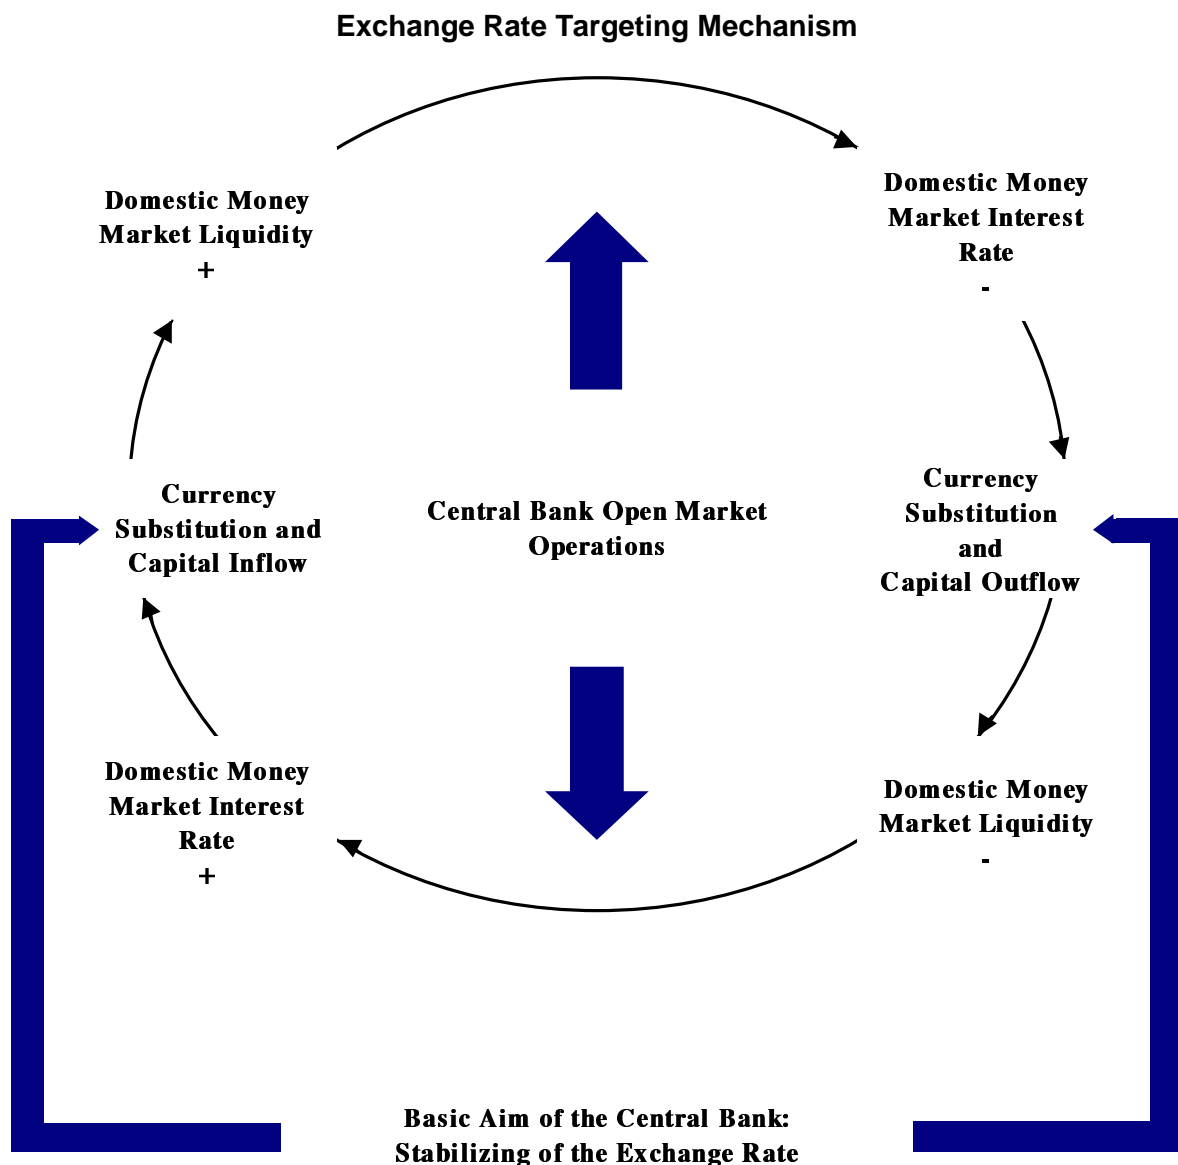 Exchange Rate Targeting Mechanism
Domestic Money
Market Liquidity
+
Domestic Money
Market Interest
Rate
-
Currency
Substitution and
Capital Inflow
Central Bank Open Market
Operations
Currency
Substitution
and
Capital Outflow
Domestic Money
Market Interest
Rate
+
Domestic Money
Market Liquidity
-
Basic Aim of the Central Bank:
Stabilizing of the Exchange Rate